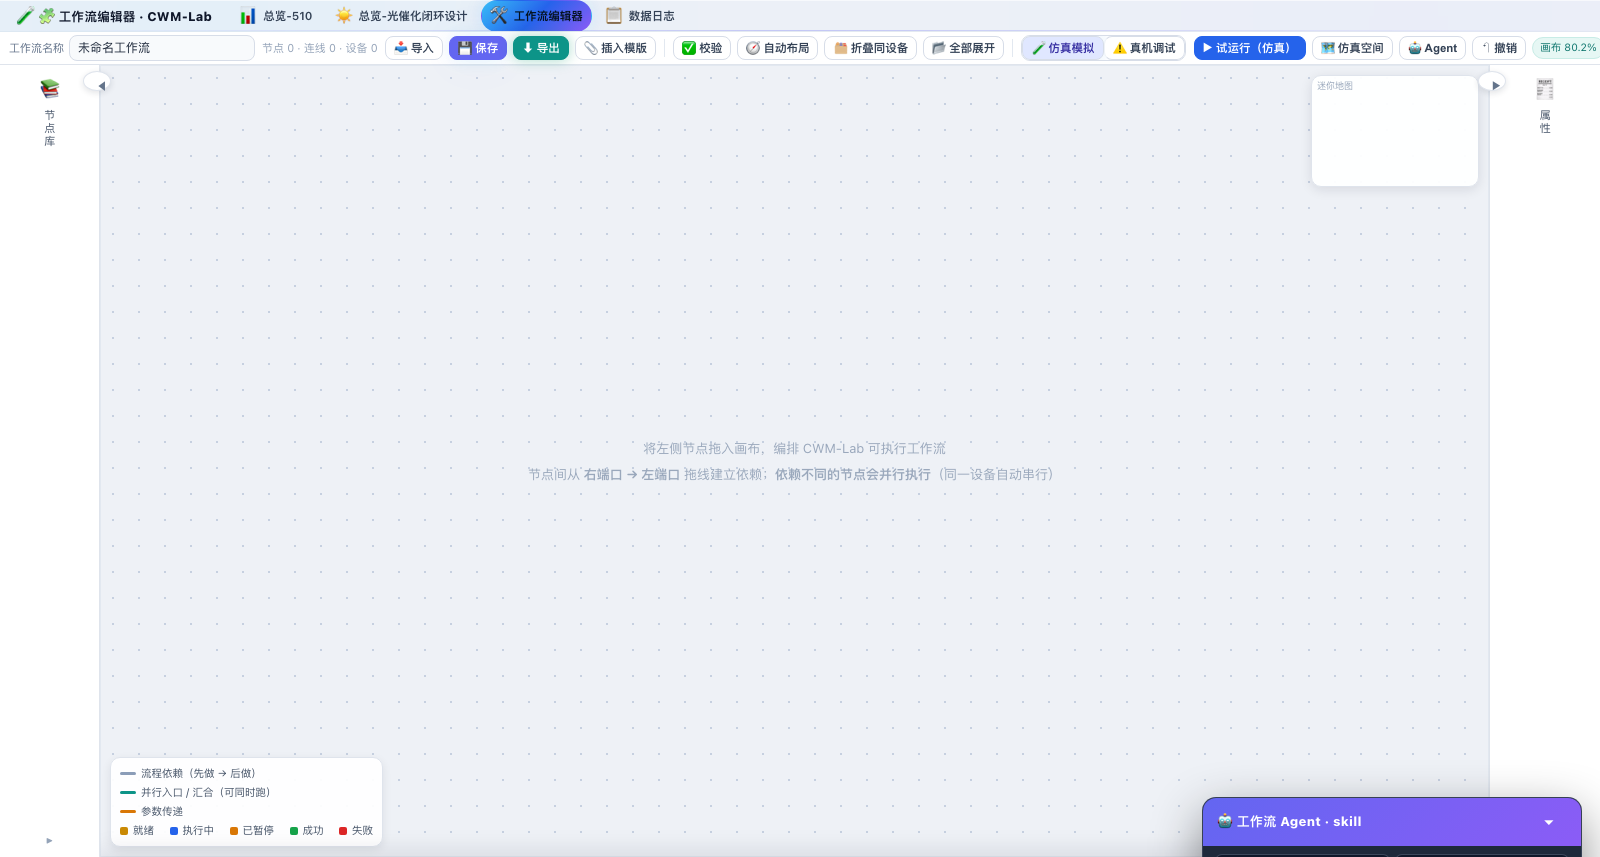 工作流编辑器 · CWM-Lab
总览-510
总览-光催化闭环设计
工作流编辑器
数据日志
工作流名称
未命名工作流
节点 0 · 连线 0 · 设备 0
导入
保存
导出
插入模版
校验
自动布局
折叠同设备
全部展开
仿真模拟
真机调试
试运行（仿真）
仿真空间
Agent
撤销
画布 80.2%
节点库
迷你地图
属性
将左侧节点拖入画布，编排 CWM-Lab 可执行工作流
节点间从 右端口 → 左端口 拖线建立依赖；依赖不同的节点会并行执行（同一设备自动串行）
流程依赖（先做 → 后做）
并行入口 / 汇合（可同时跑）
参数传递
就绪 执行中 已暂停 成功 失败
工作流 Agent · skill